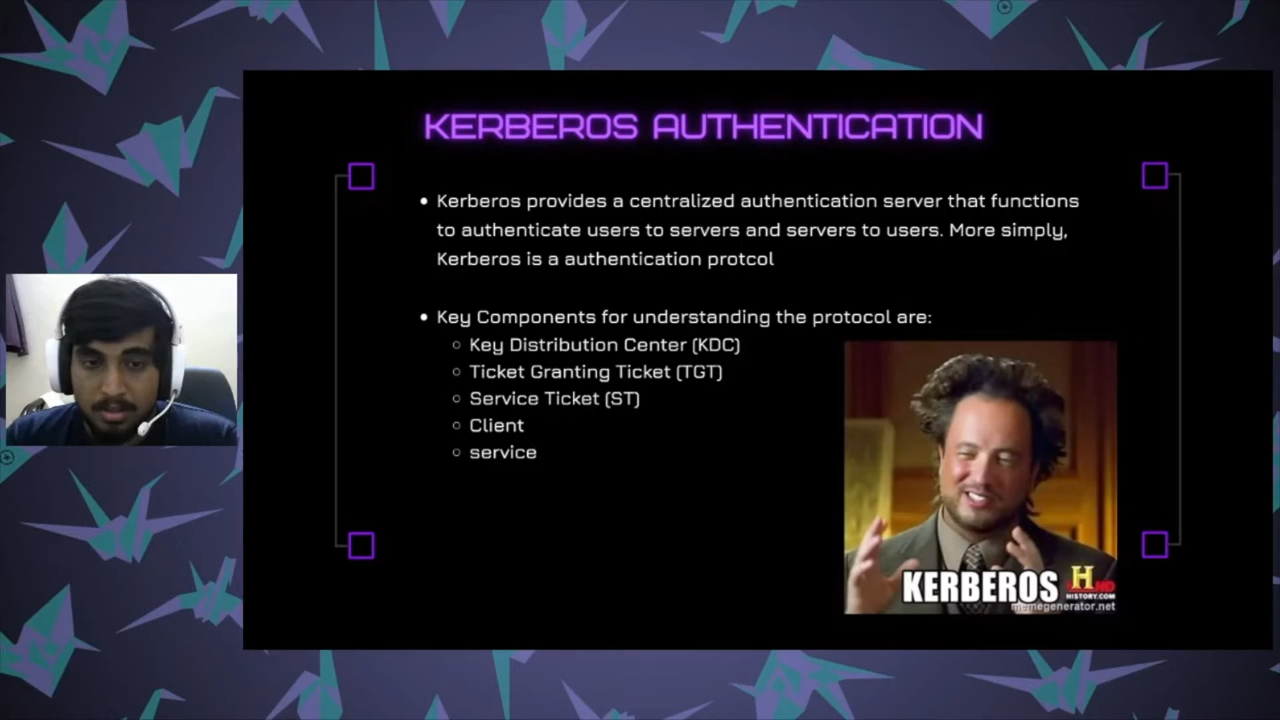 KERBEROS AUTHENTICATION
• Kerberos provides a centralized authentication server that functions
to authenticate users to servers and servers to users. More simply,
Kerberos is a authentication protcol
• Key Components for understanding the protocol are:
○ Key Distribution Center (KDC)
○ Ticket Granting Ticket (TGT)
○ Service Ticket (ST)
○ Client
○ service
KERBEROS
H HD
HISTORY.COM
memegenerator.net